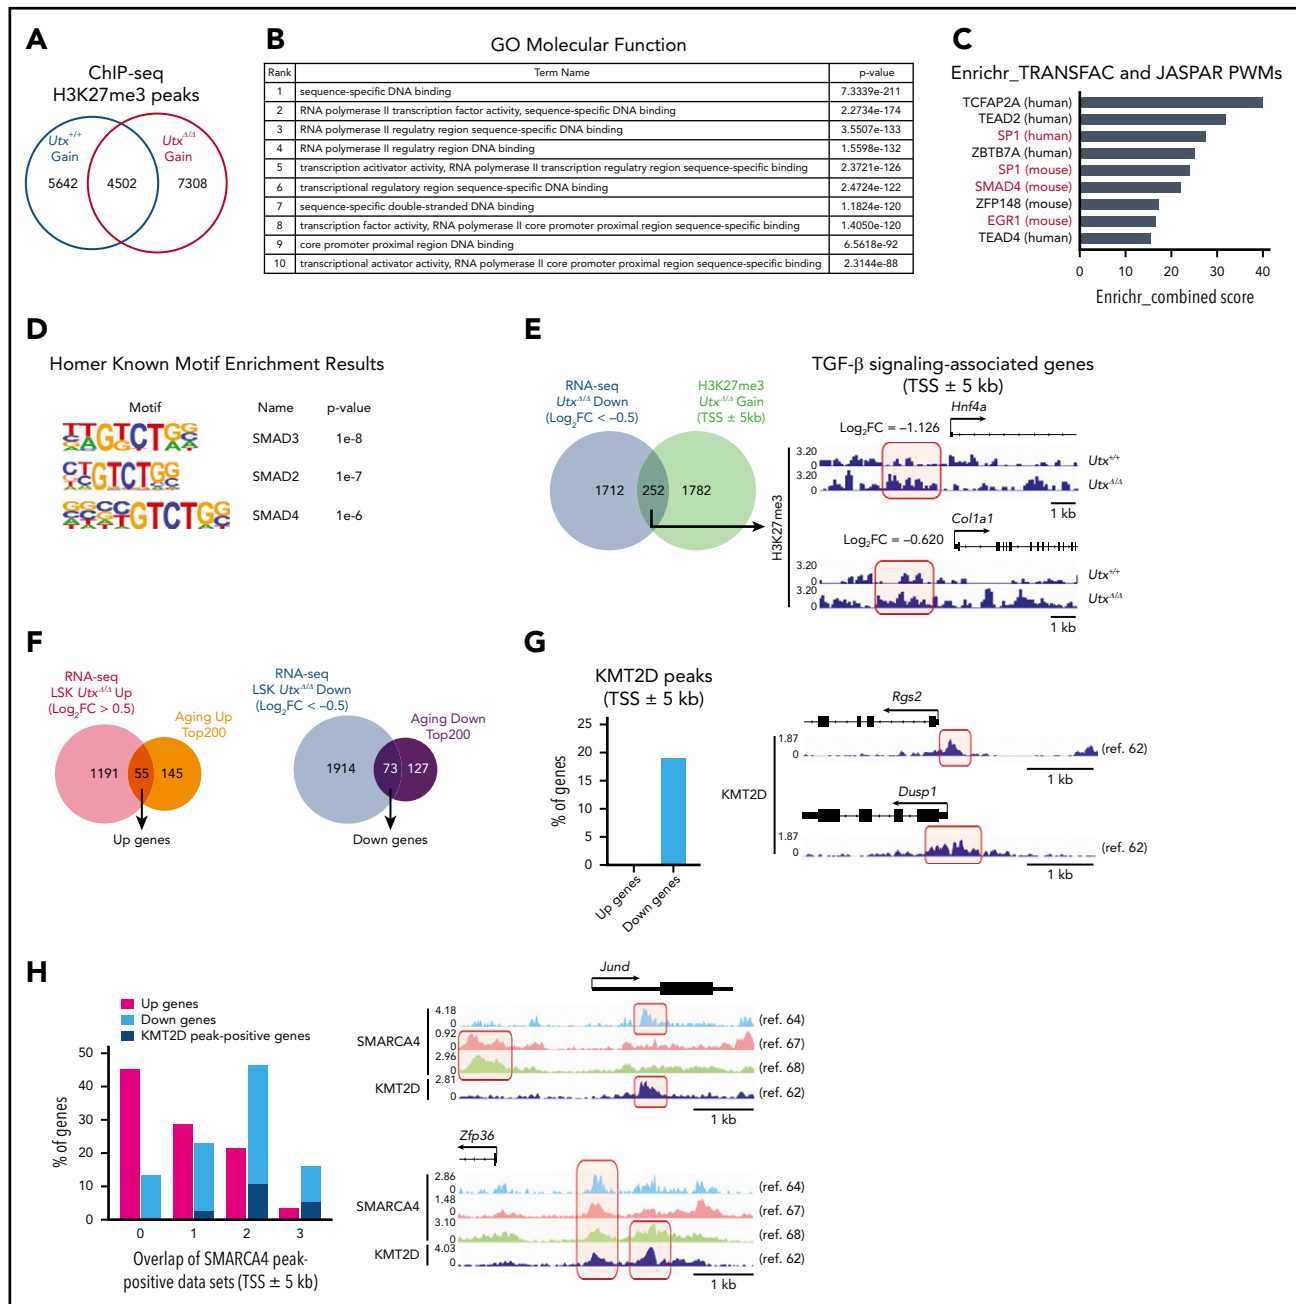 A
ChIP-seq
H3K27me3 peaks
Utx+/+
Gain
UtxΔ/Δ
Gain
5642
4502
7308
B
GO Molecular Function
Rank Term Name p-value
1 sequence-specific DNA binding 7.3339e-211
2 RNA polymerase II transcription factor activity, sequence-specific DNA binding 2.2734e-174
3 RNA polymerase II regulatry region sequence-specific DNA binding 3.5507e-133
4 RNA polymerase II regulatry region DNA binding 1.5598e-132
5 transcription acitivator activity, RNA polymerase II transcription regulatry region sequence-specific binding 2.3721e-126
6 transcriptional regulatory region sequence-specific DNA binding 2.4724e-122
7 sequence-specific double-stranded DNA binding 1.1824e-120
8 transcription factor activity, RNA polymerase II core promoter proximal region sequence-specific binding 1.4050e-120
9 core promoter proximal region DNA binding 6.5618e-92
10 transcriptional activator activity, RNA polymerase II core promoter proximal region sequence-specific binding 2.3144e-88
C
Enrichr_TRANSFAC and JASPAR PWMs
TCFAP2A (human)
TEAD2 (human)
SP1 (human)
ZBTB7A (human)
SP1 (mouse)
SMAD4 (mouse)
ZFP148 (mouse)
EGR1 (mouse)
TEAD4 (human)
0 10 20 30 40
Enrichr_combined score
D
Homer Known Motif Enrichment Results
Motif Name p-value
SMAD3 1e-8
SMAD2 1e-7
SMAD4 1e-6
E
RNA-seq
UtxΔ/Δ Down
(Log2FC < –0.5)
H3K27me3
UtxΔ/Δ Gain
(TSS ± 5kb)
1712
252
1782
TGF-β signaling-associated genes
(TSS ± 5 kb)
Hnf4a
Log2FC = –1.126
3.20
0
Utx+/+
3.20
0
UtxΔ/Δ
1 kb
Col1a1
Log2FC = –0.620
H3K27me3
3.20
0
Utx+/+
3.20
0
UtxΔ/Δ
1 kb
F
RNA-seq
LSK UtxΔ/Δ Up
(Log2FC > 0.5)
Aging Up
Top200
1191
55
145
Up genes
RNA-seq
LSK UtxΔ/Δ Down
(Log2FC < –0.5)
Aging Down
Top200
1914
73
127
Down genes
G
KMT2D peaks
(TSS ± 5 kb)
% of genes
25
20
15
10
5
0
Up genes
Down genes
KMT2D
Rgs2
1.87
0
(ref. 62)
1 kb
Dusp1
1.87
0
(ref. 62)
1 kb
H
Up genes
Down genes
KMT2D peak-positive genes
% of genes
50
40
30
20
10
0
0 1 2 3
Overlap of SMARCA4 peak-
positive data sets (TSS ± 5 kb)
Jund
SMARCA4
4.18
0
(ref. 64)
0.92
0
(ref. 67)
2.96
0
(ref. 68)
KMT2D
2.81
0
(ref. 62)
1 kb
Zfp36
SMARCA4
2.86
0
(ref. 64)
1.48
0
(ref. 67)
3.10
0
(ref. 68)
KMT2D
4.03
0
(ref. 62)
1 kb